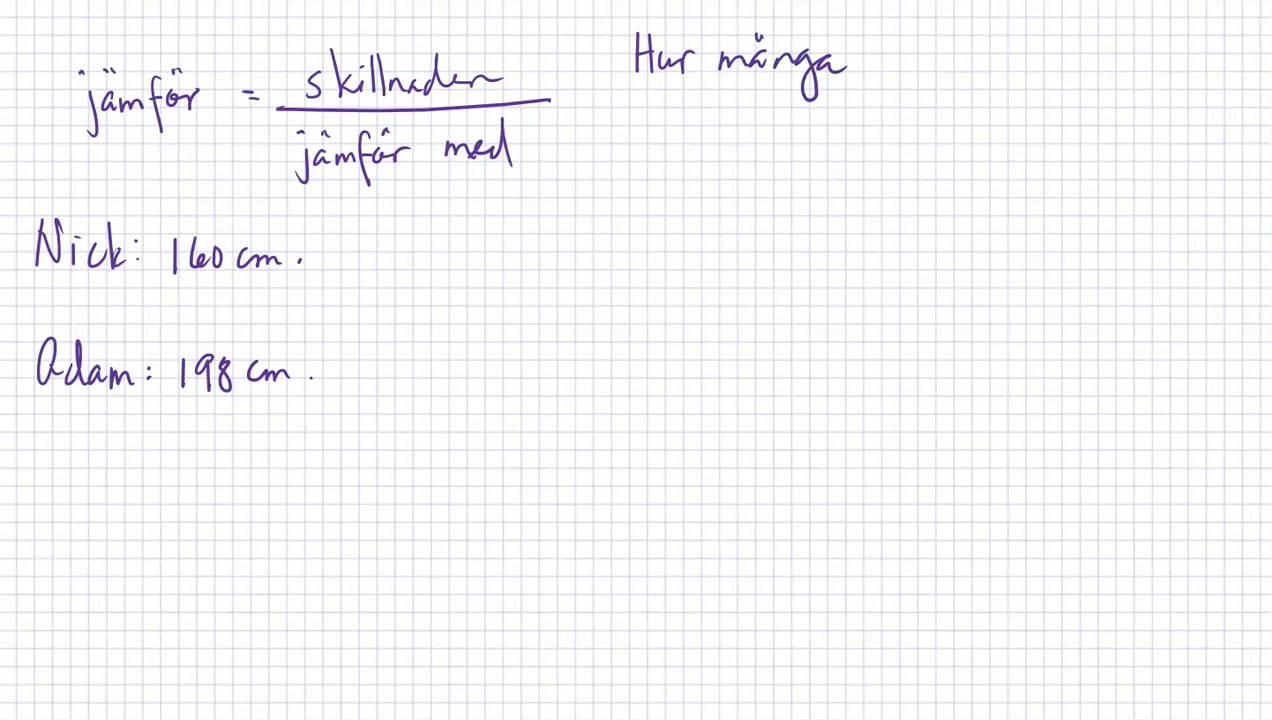 jämför = skillnaden
jämför med
Hur många
Nick: 160 cm.
Adam: 198 cm.